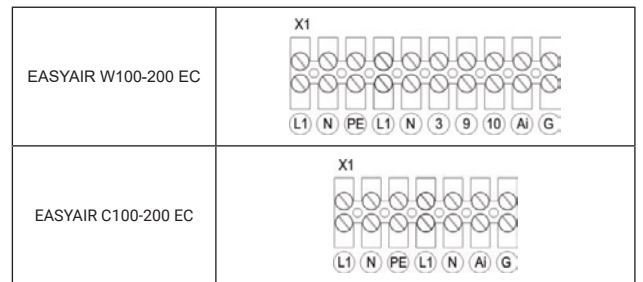 X1
EASYAIR W100-200 EC
L1 N PE L1 N 3 9 10 Ai G
X1
EASYAIR C100-200 EC
L1 N PE L1 N Ai G